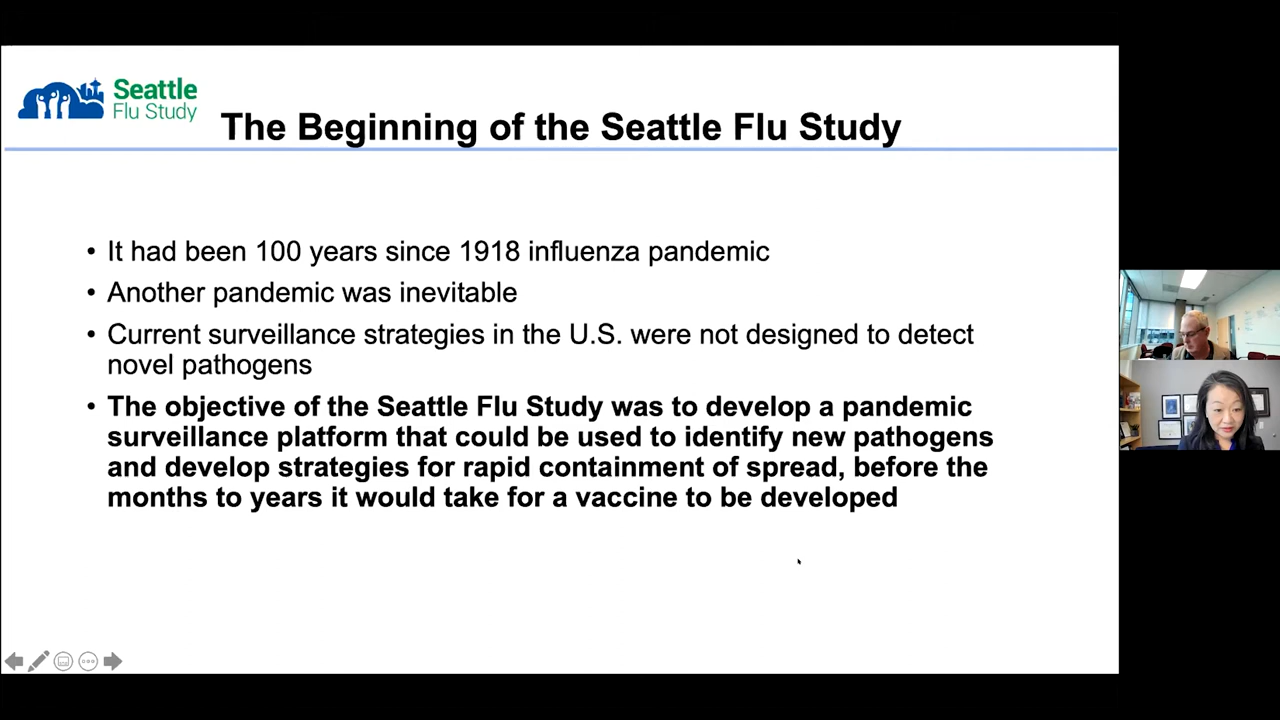 Seattle
Flu Study
The Beginning of the Seattle Flu Study
• It had been 100 years since 1918 influenza pandemic
• Another pandemic was inevitable
• Current surveillance strategies in the U.S. were not designed to detect
novel pathogens
• The objective of the Seattle Flu Study was to develop a pandemic
surveillance platform that could be used to identify new pathogens
and develop strategies for rapid containment of spread, before the
months to years it would take for a vaccine to be developed